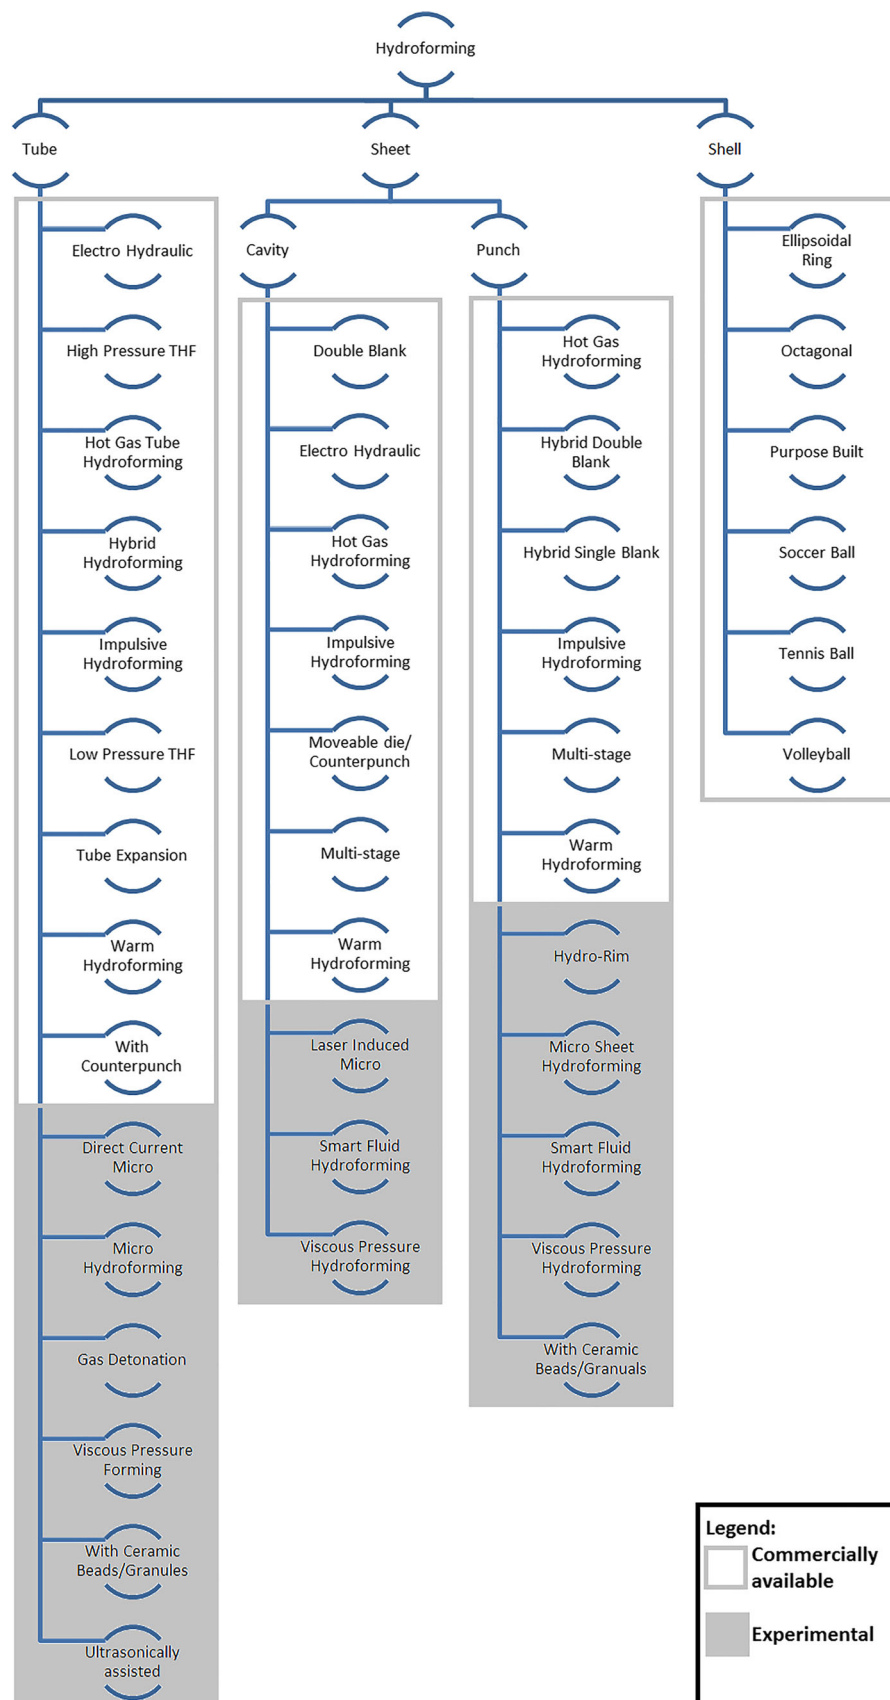 Hydroforming
Tube
Sheet
Shell
Electro Hydraulic
High Pressure THF
Hot Gas Tube
Hydroforming
Hybrid
Hydroforming
Impulsive
Hydroforming
Low Pressure THF
Tube Expansion
Warm
Hydroforming
With
Counterpunch
Direct Current
Micro
Micro
Hydroforming
Gas Detonation
Viscous Pressure
Forming
With Ceramic
Beads/Granules
Ultrasonically
assisted
Cavity
Double Blank
Electro Hydraulic
Hot Gas
Hydroforming
Impulsive
Hydroforming
Moveable die/
Counterpunch
Multi-stage
Warm
Hydroforming
Laser Induced
Micro
Smart Fluid
Hydroforming
Viscous Pressure
Hydroforming
Punch
Hot Gas
Hydroforming
Hybrid Double
Blank
Hybrid Single Blank
Impulsive
Hydroforming
Multi-stage
Warm
Hydroforming
Hydro-Rim
Micro Sheet
Hydroforming
Smart Fluid
Hydroforming
Viscous Pressure
Hydroforming
With Ceramic
Beads/Granuals
Ellipsoidal
Ring
Octagonal
Purpose Built
Soccer Ball
Tennis Ball
Volleyball
Legend:
Commercially
available
Experimental